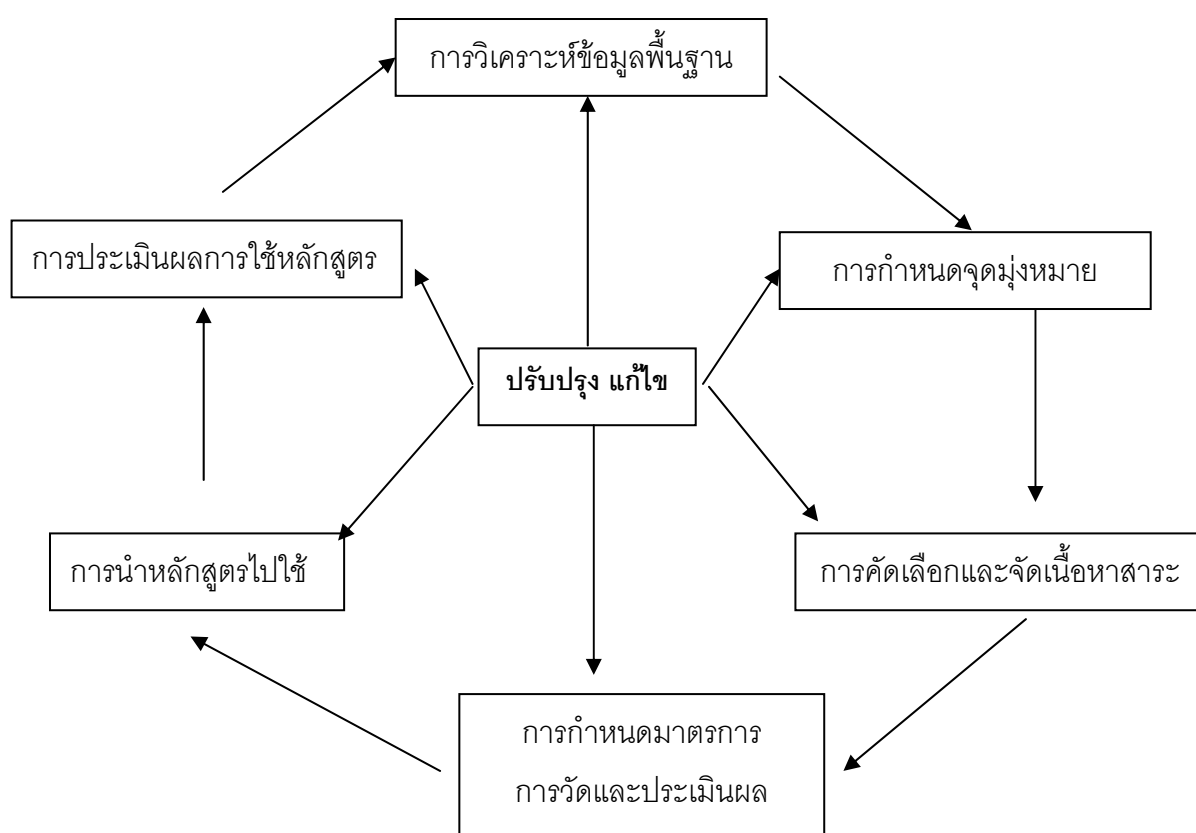 การวิเคราะห์ข้อมูลพื้นฐาน
การประเมินผลการใช้หลักสูตร
การกำหนดจุดมุ่งหมาย
ปรับปรุง แก้ไข
การนำหลักสูตรไปใช้
การคัดเลือกและจัดเนื้อหาสาระ
การกำหนดมาตรการ
การวัดและประเมินผล